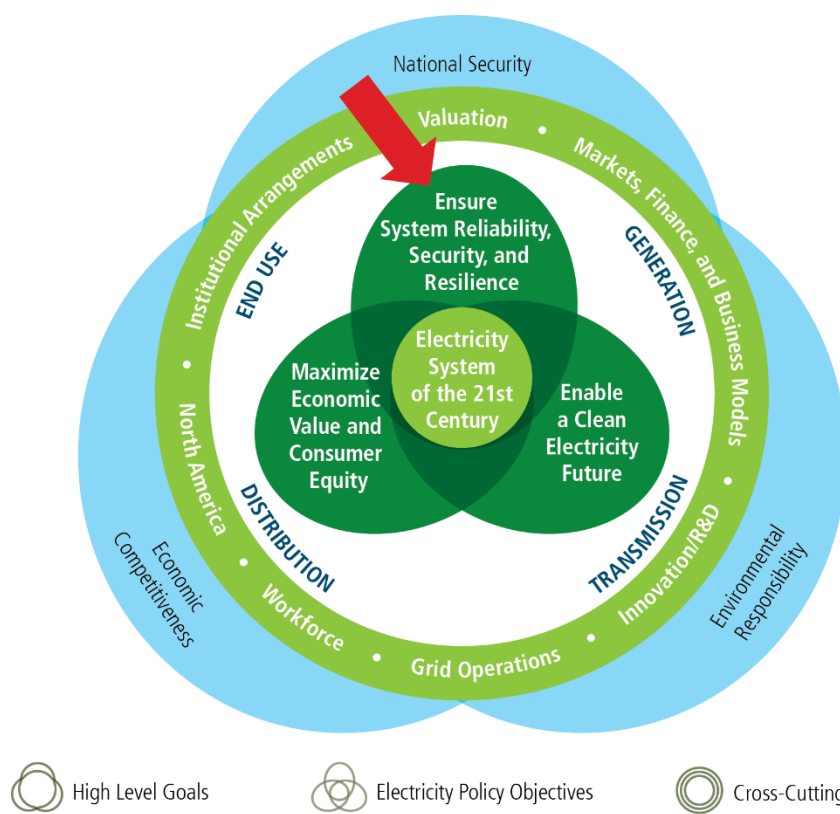 National Security
Valuation
Markets, Finance, and Business Models
Innovation/R&D
Grid Operations
Workforce
North America
Institutional Arrangements
END USE
GENERATION
TRANSMISSION
DISTRIBUTION
Ensure
System Reliability,
Security, and
Resilience
Electricity
System
of the 21st
Century
Maximize
Economic
Value and
Consumer
Equity
Enable
a Clean
Electricity
Future
Economic
Competitiveness
Environmental
Responsibility
High Level Goals
Electricity Policy Objectives
Cross-Cutting